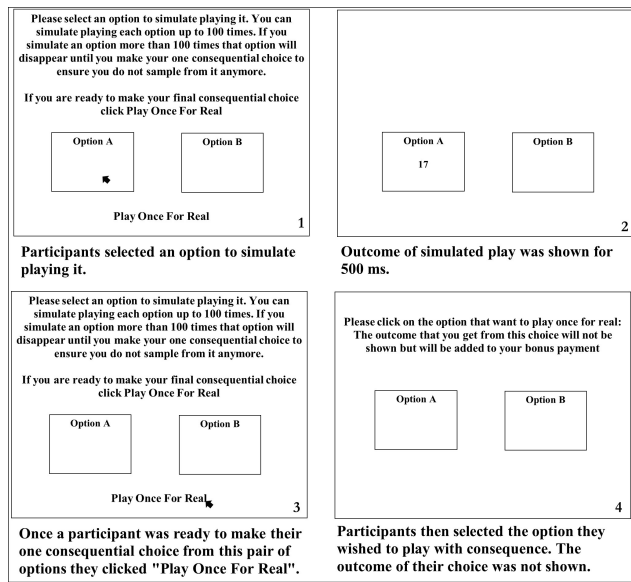 Please select an option to simulate playing it. You can
simulate playing each option up to 100 times. If you
simulate an option more than 100 times that option will
disappear until you make your one consequential choice to
ensure you do not sample from it anymore.
If you are ready to make your final consequential choice
click Play Once For Real
Option A
Option B
Play Once For Real
1
Participants selected an option to simulate
playing it.
Option A
17
Option B
2
Outcome of simulated play was shown for
500 ms.
Please select an option to simulate playing it. You can
simulate playing each option up to 100 times. If you
simulate an option more than 100 times that option will
disappear until you make your one consequential choice to
ensure you do not sample from it anymore.
If you are ready to make your final consequential choice
click Play Once For Real
Option A
Option B
Play Once For Real
3
Once a participant was ready to make their
one consequential choice from this pair of
options they clicked "Play Once For Real".
Please click on the option that want to play once for real:
The outcome that you get from this choice will not be
shown but will be added to your bonus payment
Option A
Option B
4
Participants then selected the option they
wished to play with consequence. The
outcome of their choice was not shown.